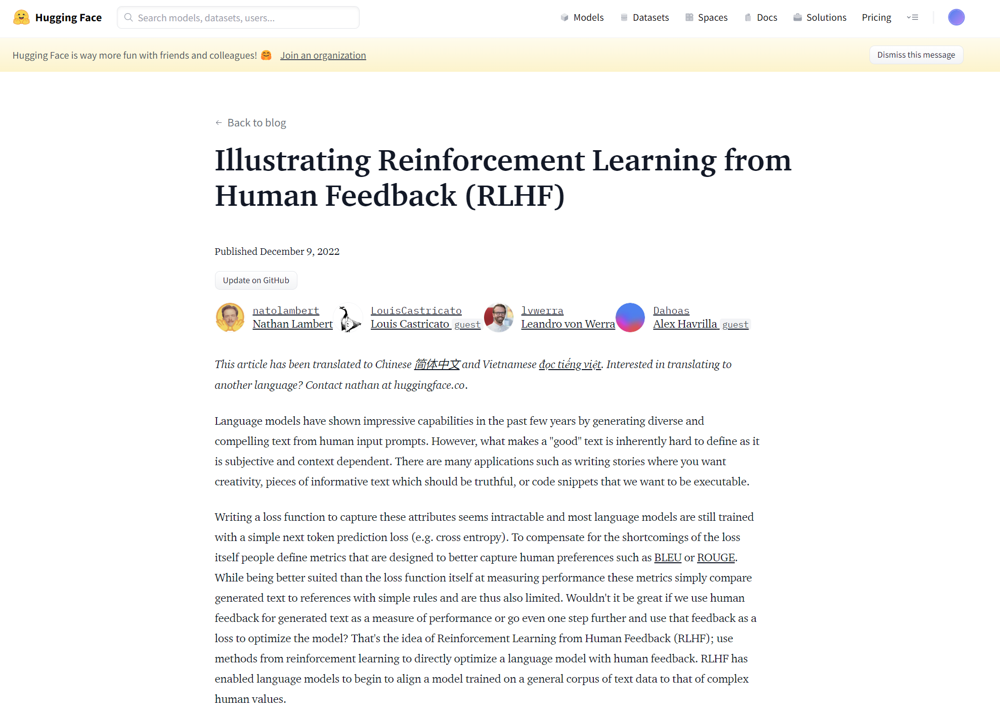 Hugging Face
Search models, datasets, users...
Models
Datasets
Spaces
Docs
Solutions
Pricing
Hugging Face is way more fun with friends and colleagues! 🤗 Join an organization
Dismiss this message
← Back to blog
Illustrating Reinforcement Learning from
Human Feedback (RLHF)
Published December 9, 2022
Update on GitHub
natolambert
Nathan Lambert
LouisCastricato
Louis Castricato guest
lvwerra
Leandro von Werra
Dahoas
Alex Havrilla guest
This article has been translated to Chinese 简体中文 and Vietnamese đọc tiếng việt. Interested in translating to
another language? Contact nathan at huggingface.co.
Language models have shown impressive capabilities in the past few years by generating diverse and
compelling text from human input prompts. However, what makes a "good" text is inherently hard to define as it
is subjective and context dependent. There are many applications such as writing stories where you want
creativity, pieces of informative text which should be truthful, or code snippets that we want to be executable.
Writing a loss function to capture these attributes seems intractable and most language models are still trained
with a simple next token prediction loss (e.g. cross entropy). To compensate for the shortcomings of the loss
itself people define metrics that are designed to better capture human preferences such as BLEU or ROUGE.
While being better suited than the loss function itself at measuring performance these metrics simply compare
generated text to references with simple rules and are thus also limited. Wouldn't it be great if we use human
feedback for generated text as a measure of performance or go even one step further and use that feedback as a
loss to optimize the model? That's the idea of Reinforcement Learning from Human Feedback (RLHF); use
methods from reinforcement learning to directly optimize a language model with human feedback. RLHF has
enabled language models to begin to align a model trained on a general corpus of text data to that of complex
human values.